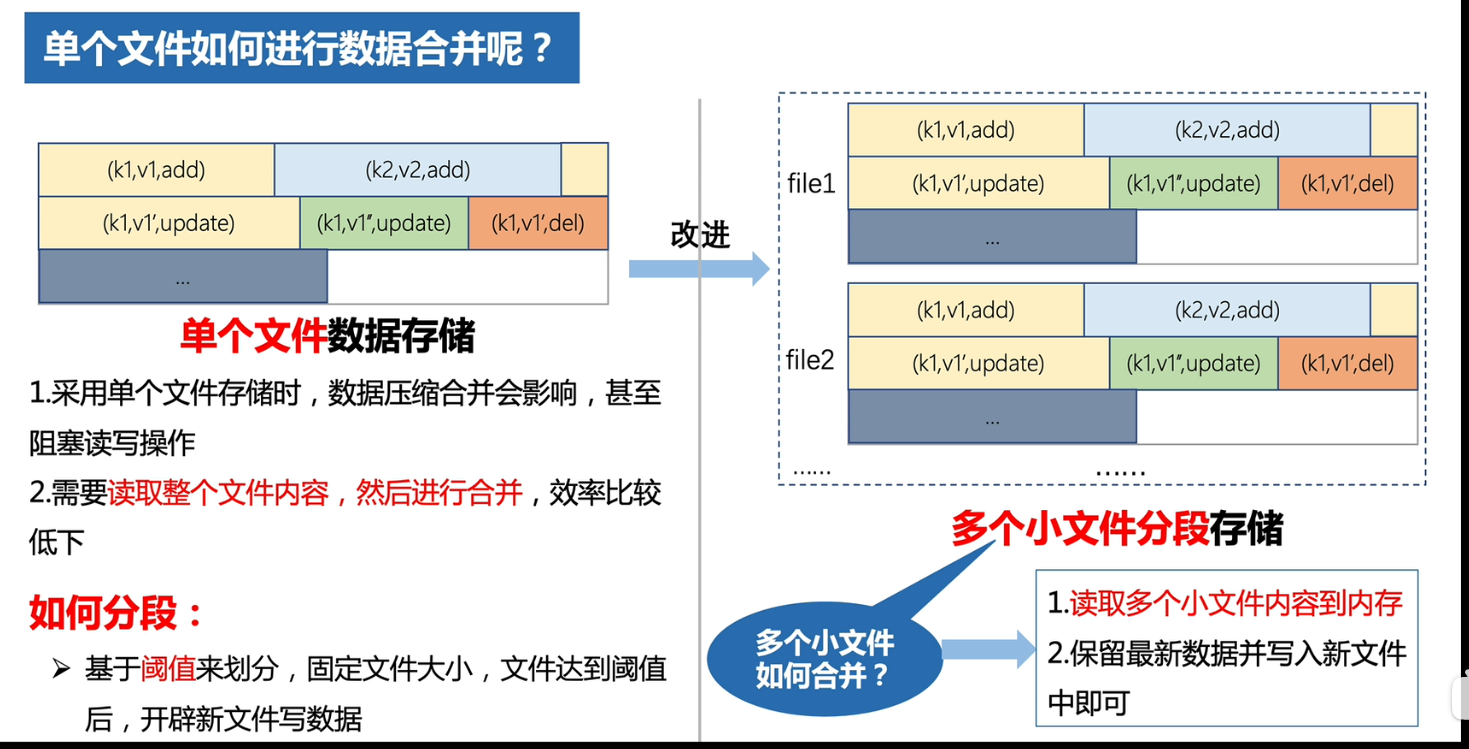 单个文件如何进行数据合并呢？
(k1,v1,add)
(k2,v2,add)
(k1,v1’,update)
(k1,v1’’,update)
(k1,v1’,del)
...
单个文件数据存储
1.采用单个文件存储时，数据压缩合并会影响，甚至
阻塞读写操作
2.需要读取整个文件内容，然后进行合并，效率比较
低下
如何分段：
➢ 基于阈值来划分，固定文件大小，文件达到阈值
后，开辟新文件写数据
改进
file1
(k1,v1,add)
(k2,v2,add)
(k1,v1’,update)
(k1,v1’’,update)
(k1,v1’,del)
...
file2
(k1,v1,add)
(k2,v2,add)
(k1,v1’,update)
(k1,v1’’,update)
(k1,v1’,del)
...
……
……
多个小文件分段存储
多个小文件
如何合并？
1.读取多个小文件内容到内存
2.保留最新数据并写入新文件
中即可